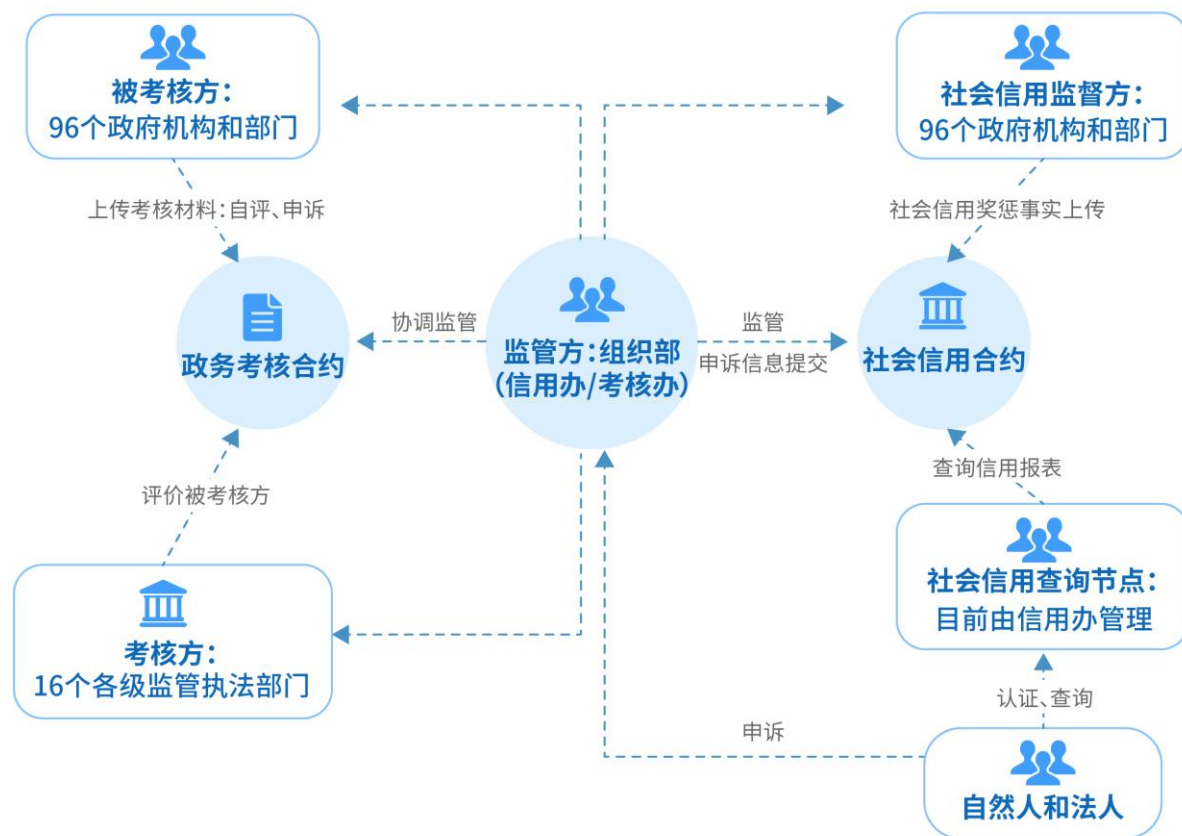 被考核方：
96个政府机构和部门
社会信用监督方：
96个政府机构和部门
上传考核材料：自评、申诉
社会信用奖惩事实上传
政务考核合约
协调监管
监管方：组织部
（信用办/考核办）
监管
申诉信息提交
社会信用合约
评价被考核方
查询信用报表
考核方：
16个各级监管执法部门
社会信用查询节点：
目前由信用办管理
认证、查询
申诉
自然人和法人